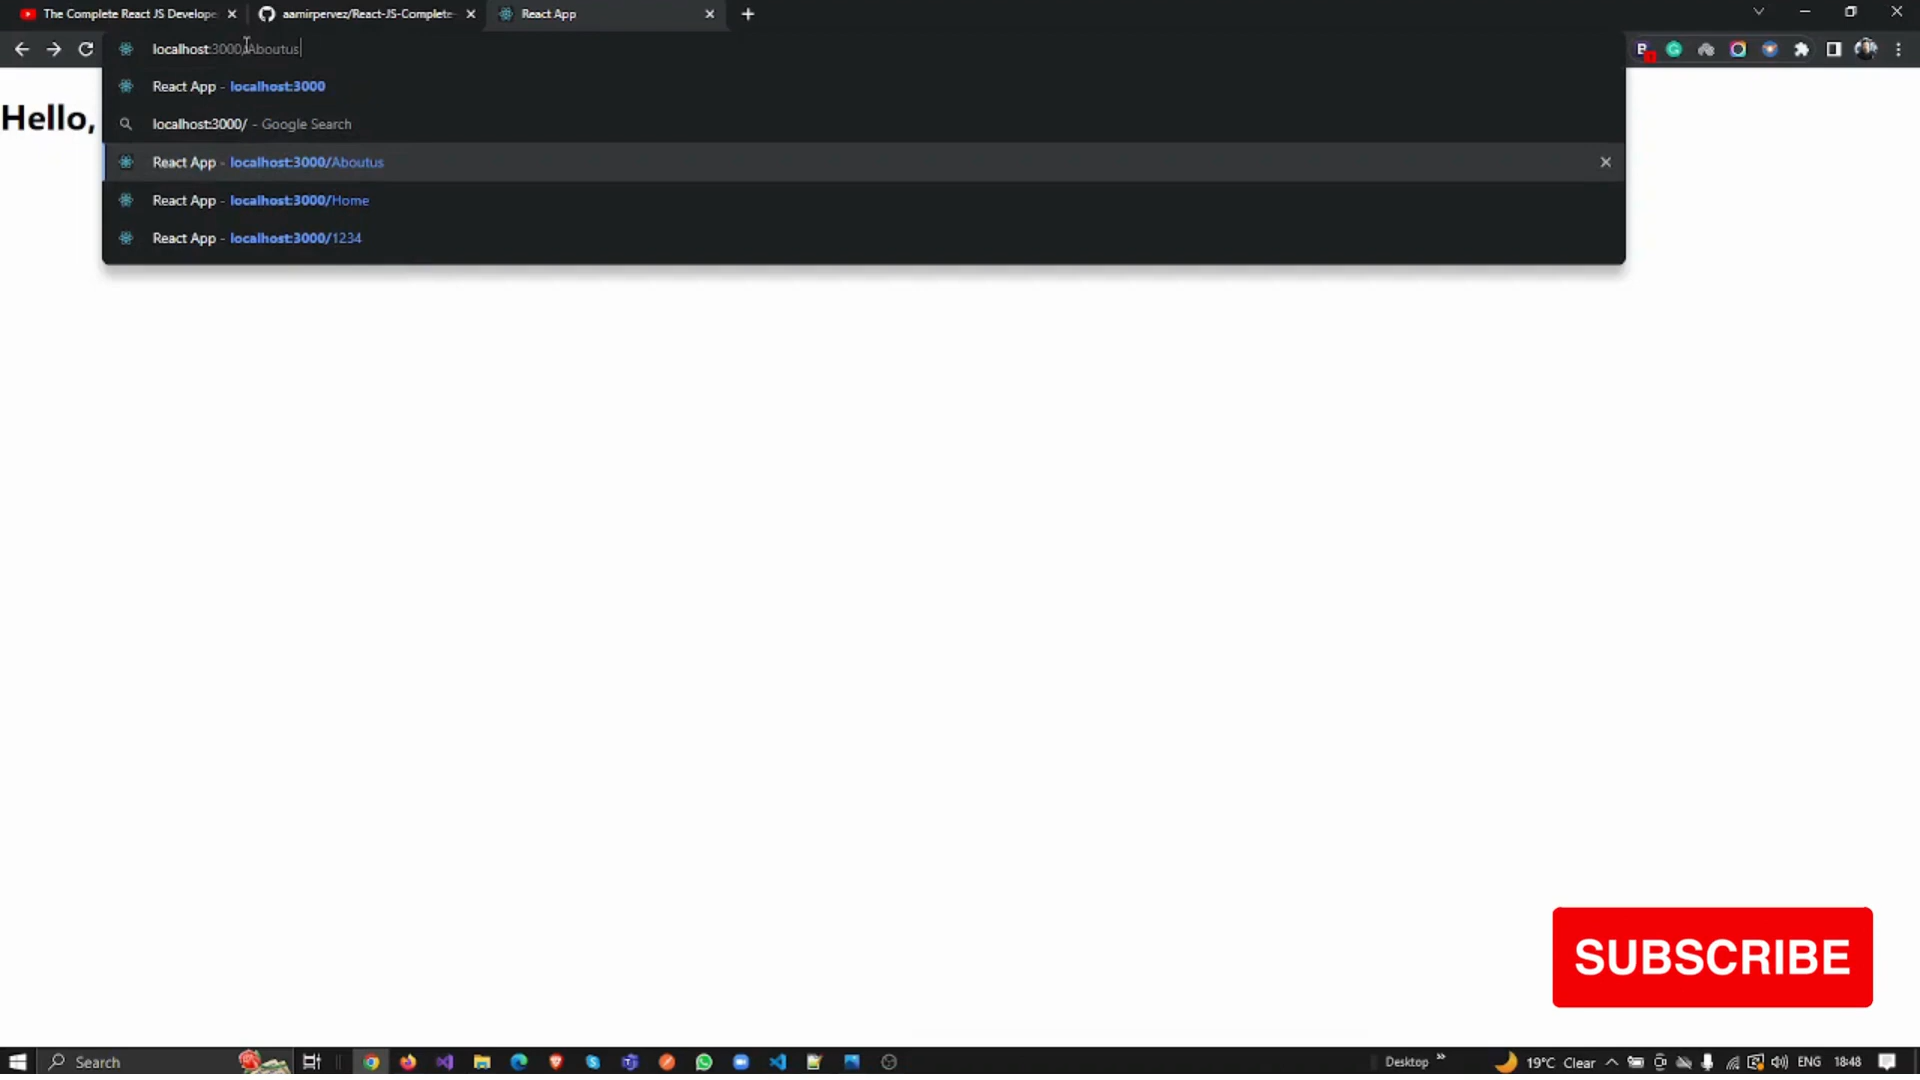 The Complete React JS Develope
aamirpervez/React-JS-Complete-
React App
localhost:3000/Aboutus
React App - localhost:3000
localhost:3000/ - Google Search
React App - localhost:3000/Aboutus
React App - localhost:3000/Home
React App - localhost:3000/1234
Hello,
SUBSCRIBE
Search
Desktop
19°C Clear
ENG
18:48